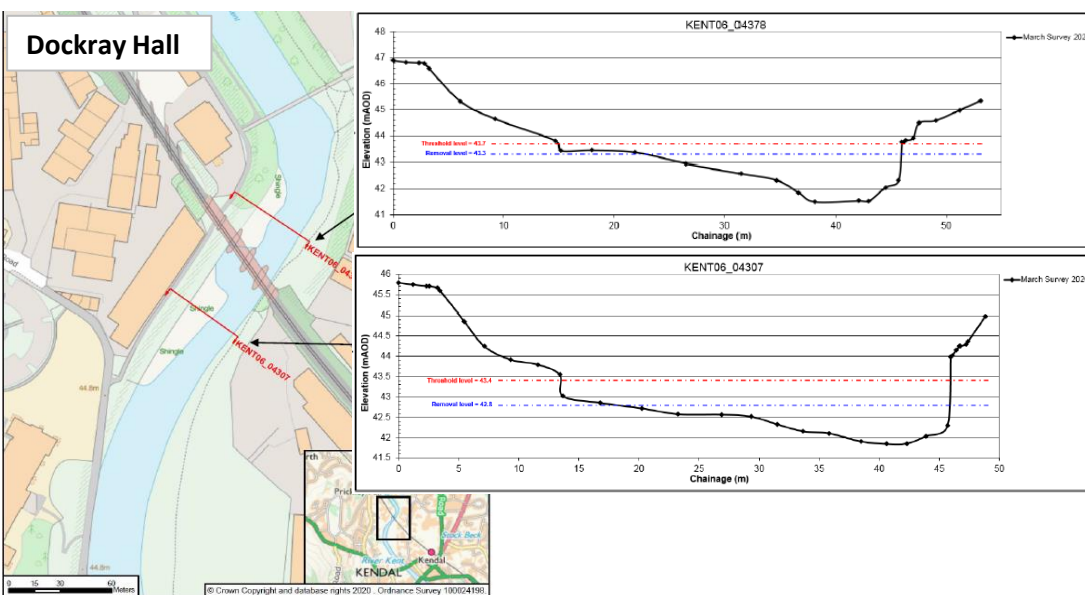 Dockray Hall
Shingle
KENT06_04
Shingle
Shingle
KENT06_04307
Road
44.8m
44.8m
0 15 30 60
Meters
© Crown Copyright and database rights 2020 . Ordnance Survey 100024198.
orth
Prick
River Kent
Kendal
KENDAL
Road
KENT06_04378
March Survey 202
Elevation (mAOD)
48
47
46
45
44
43
42
41
Threshold level = 43.7
Removal level = 43.3
0 10 20 30 40 50
Chainage (m)
KENT06_04307
March Survey 202
Elevation (mAOD)
46
45.5
45
44.5
44
43.5
43
42.5
42
41.5
Threshold level = 43.4
Removal level = 42.8
0 5 10 15 20 25 30 35 40 45 50
Chainage (m)